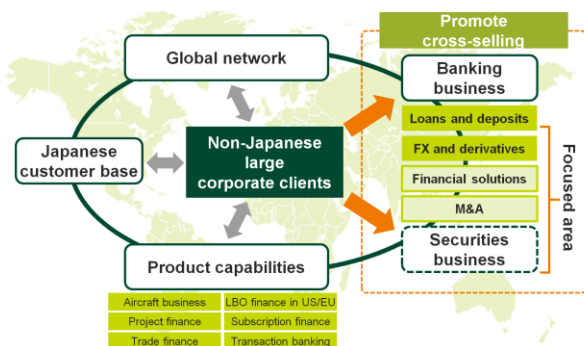 Promote
cross-selling
Global network
Banking
business
Loans and deposits
Japanese
customer base
Non-Japanese
large
corporate clients
FX and derivatives
Financial solutions
M&A
Focused area
Securities
business
Product capabilities
Aircraft business
LBO finance in US/EU
Project finance
Subscription finance
Trade finance
Transaction banking